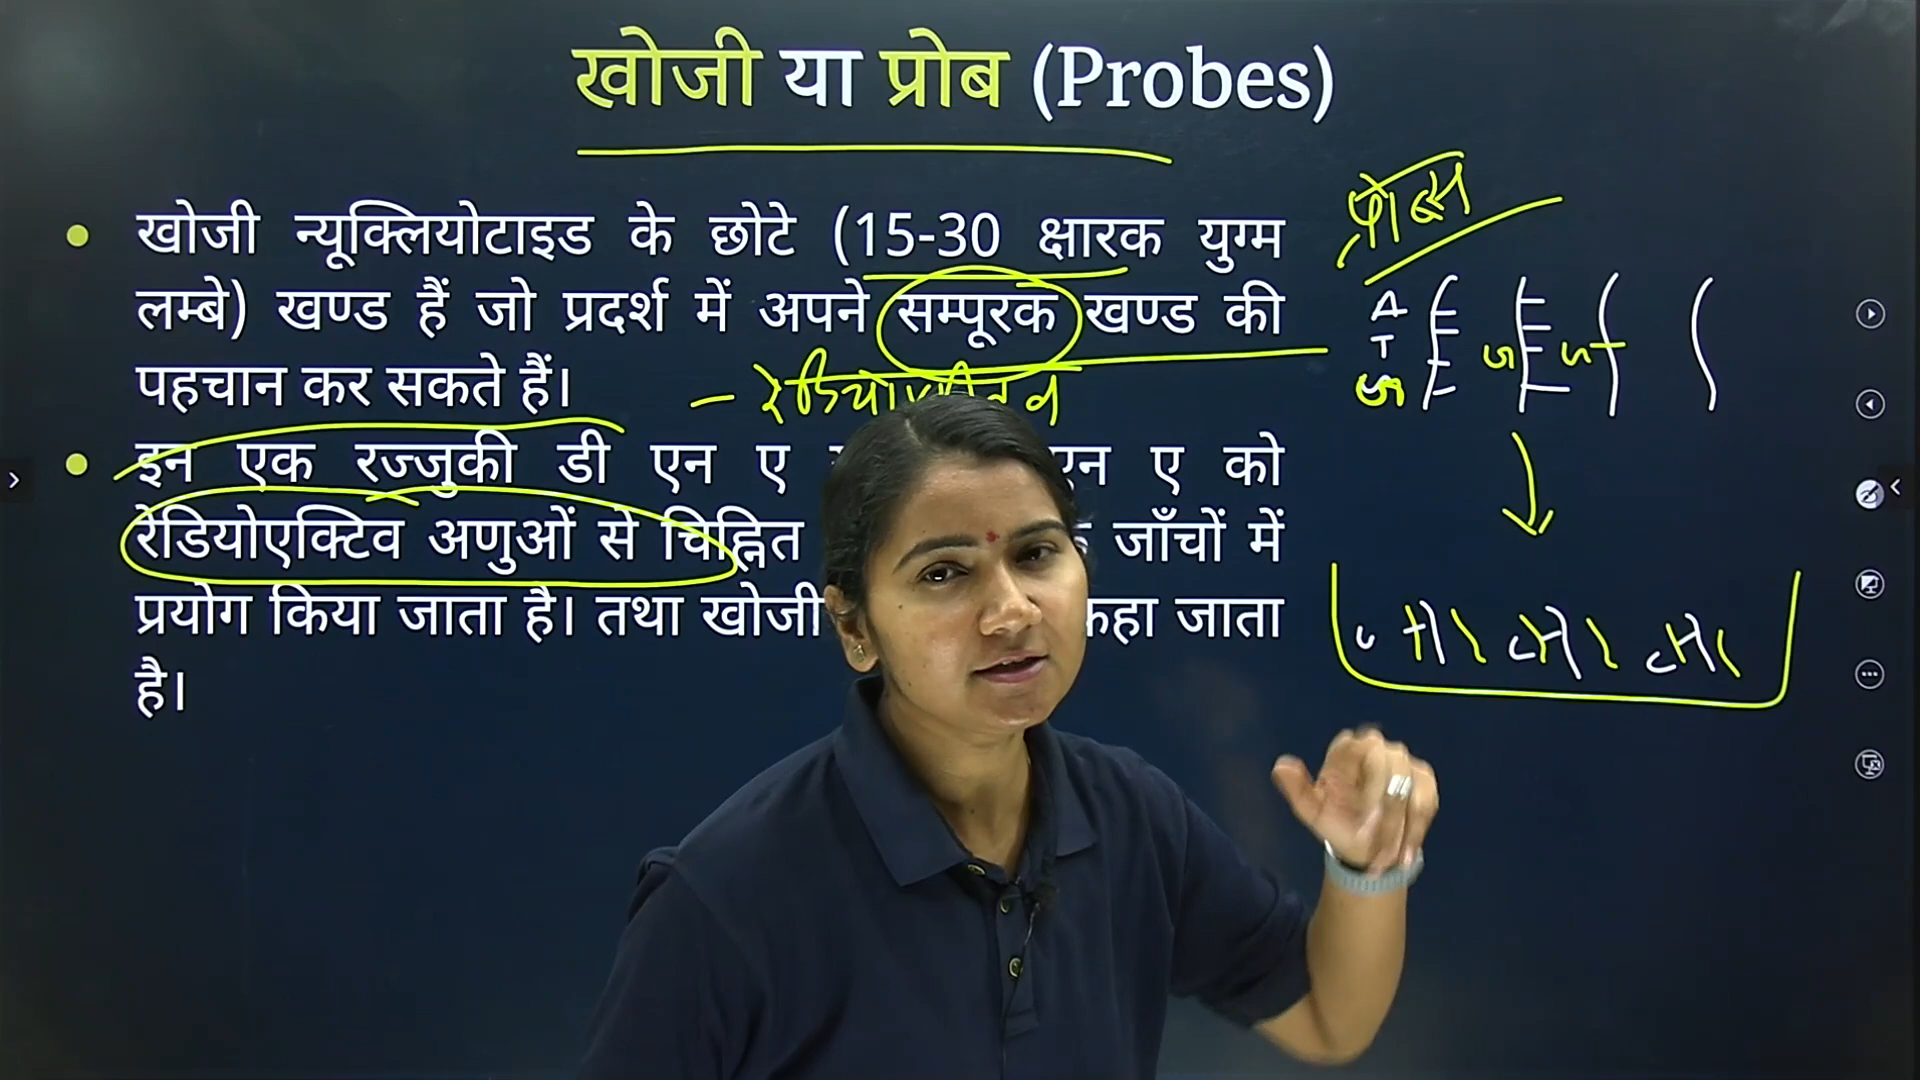 खोजी या प्रोब (Probes)
प्रोब्स
खोजी न्यूक्लियोटाइड के छोटे (15-30 क्षारक युग्म
लम्बे) खण्ड हैं जो प्रदर्श में अपने सम्पूरक खण्ड की
पहचान कर सकते हैं।
- रेडियोएक्टिव
इन एक रज्जुकी डी एन ए एन ए को
रेडियोएक्टिव अणुओं से चिह्नित जाँचों में
प्रयोग किया जाता है। तथा खोजी कहा जाता
है।
A
T